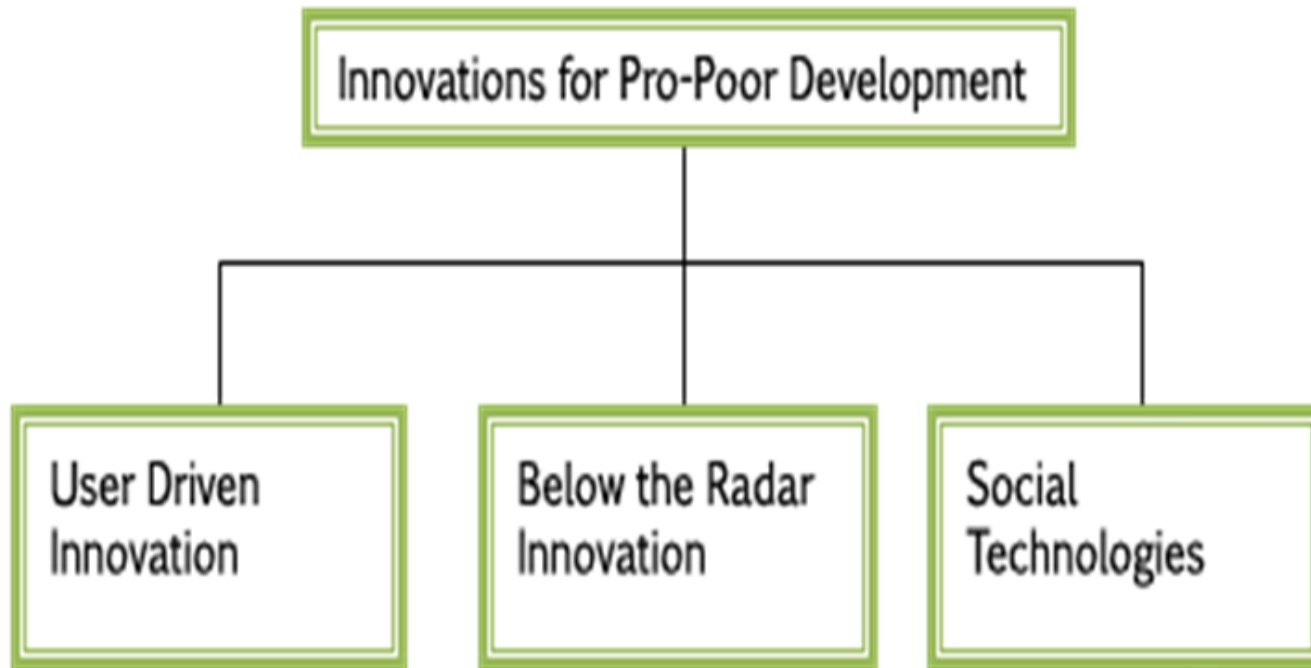 Innovations for Pro-Poor Development
User Driven
Innovation
Below the Radar
Innovation
Social
Technologies